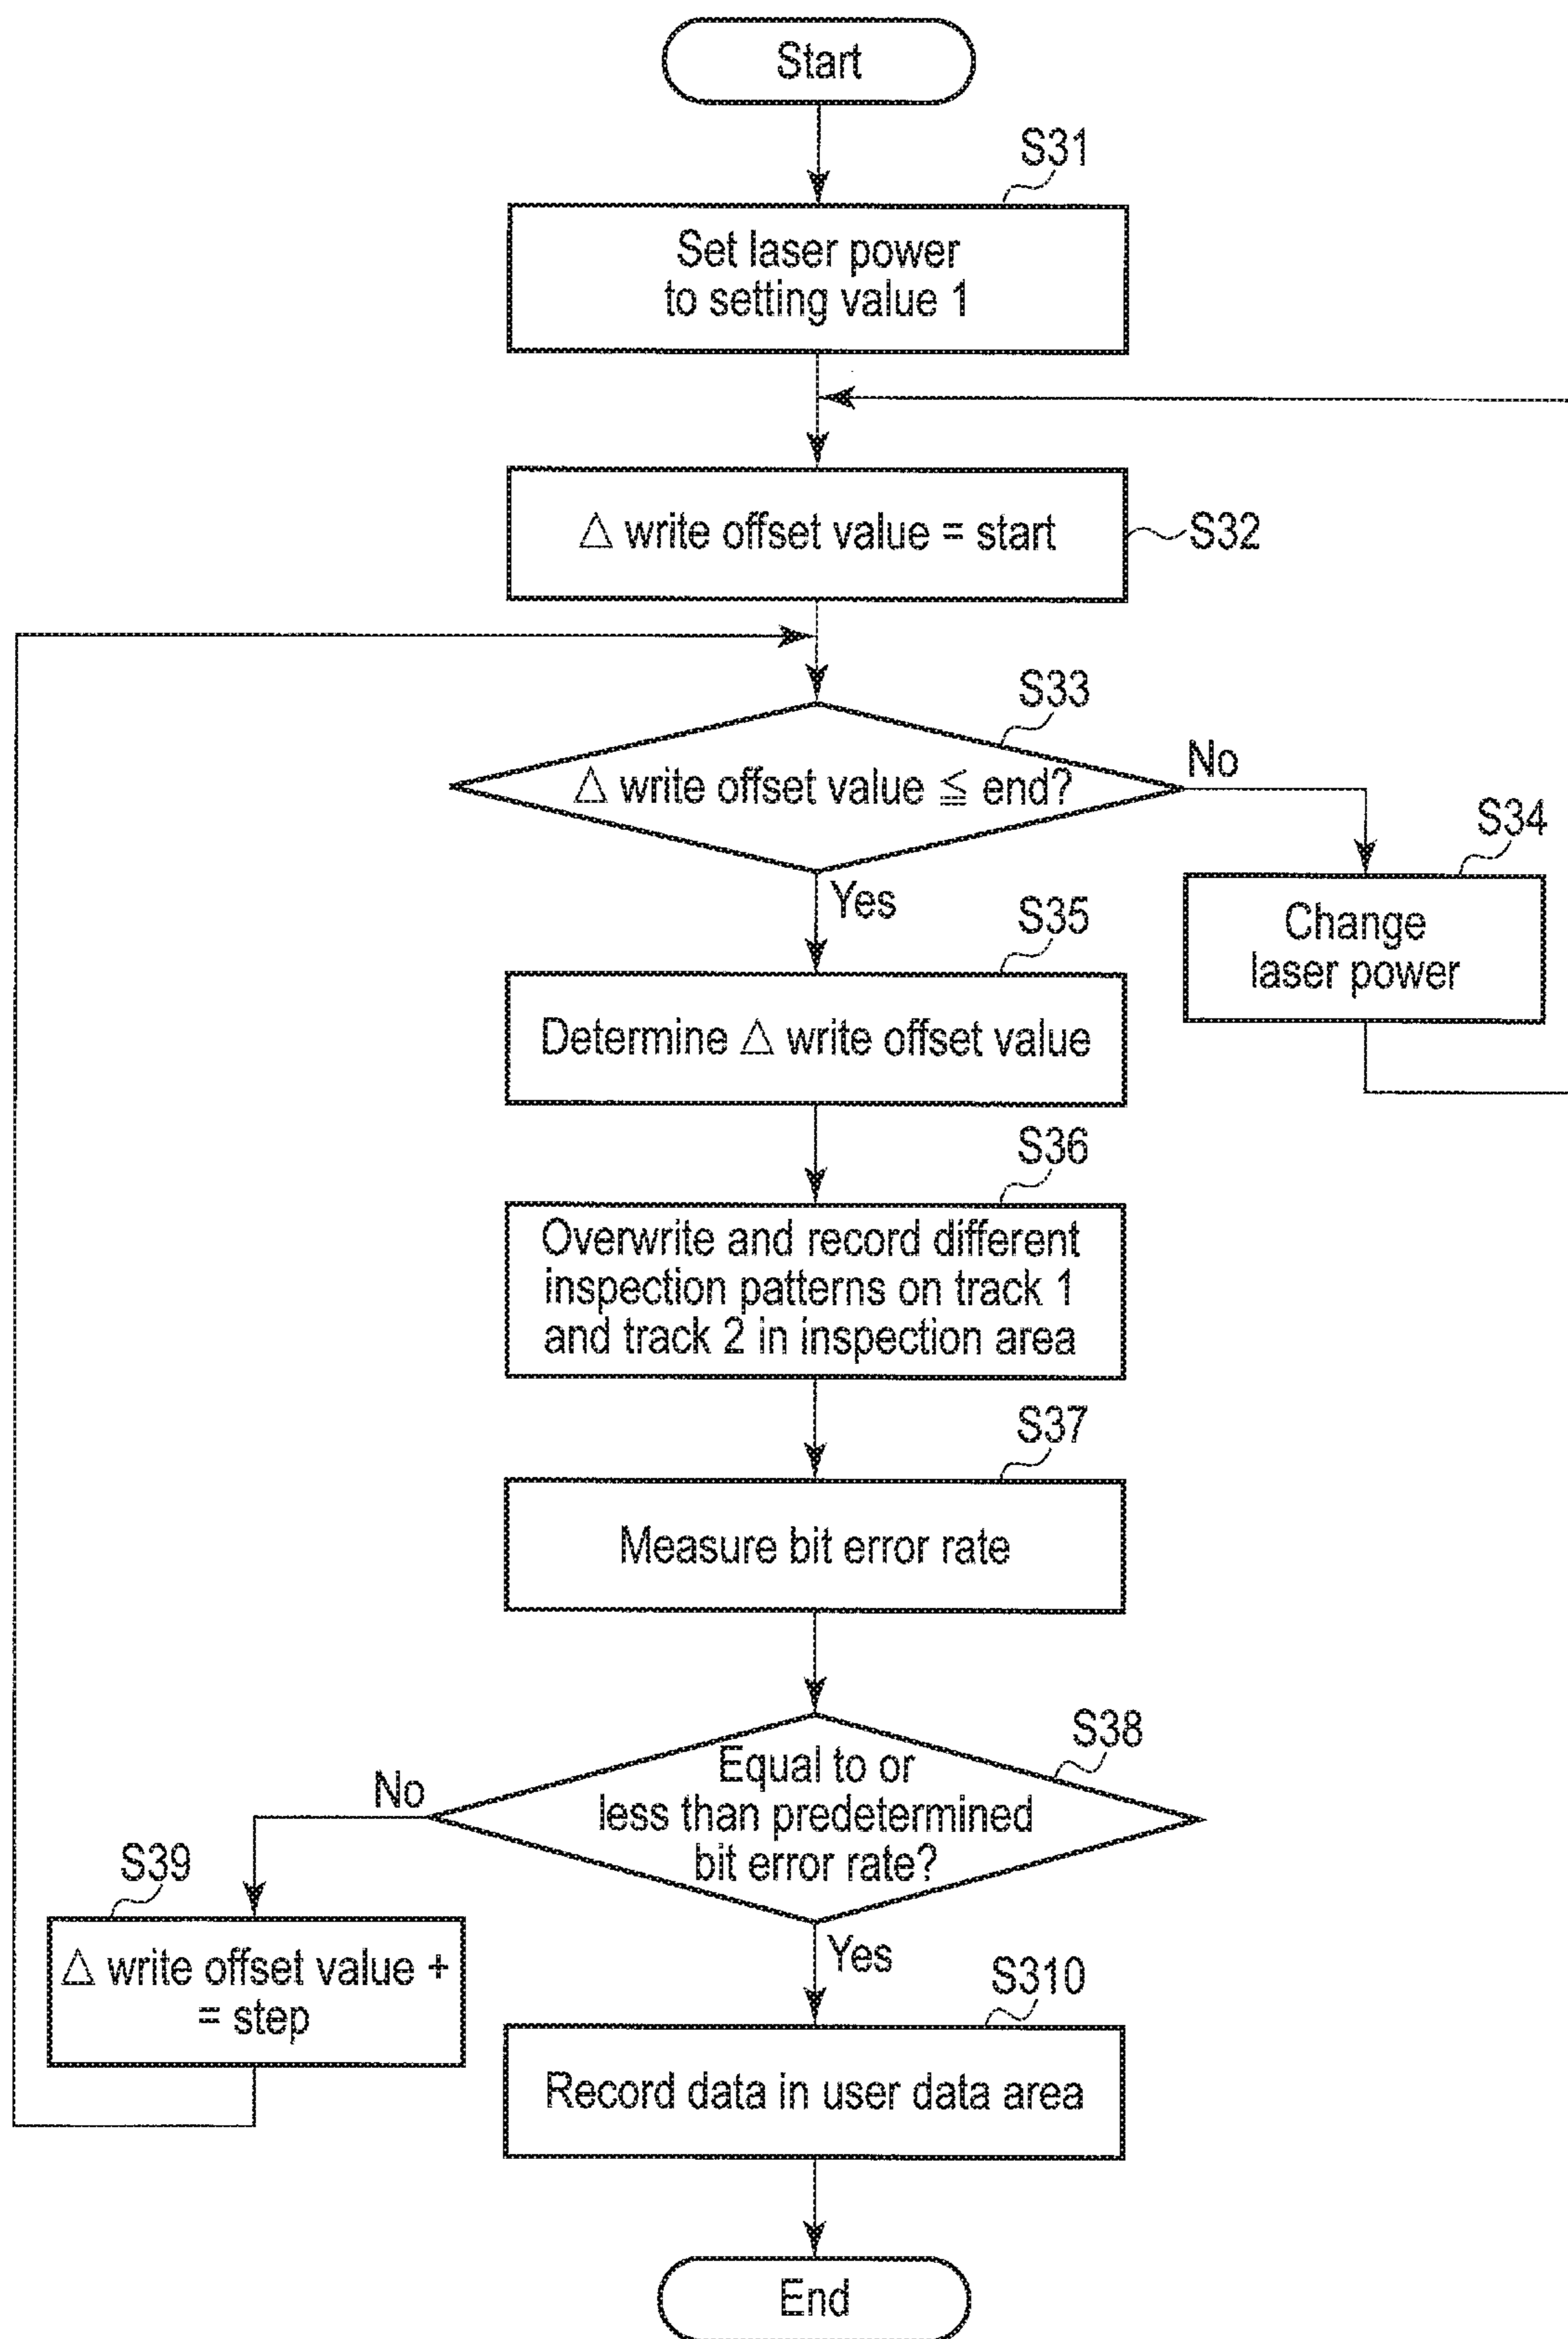 Start
S31
Set laser power
to setting value 1
△ write offset value = start
S32
S33
△ write offset value ≦ end?
No
S34
Yes
Change
laser power
S35
Determine △ write offset value
S36
Overwrite and record different
inspection patterns on track 1
and track 2 in inspection area
S37
Measure bit error rate
S38
Equal to or
less than predetermined
bit error rate?
No
S39
△ write offset value +
= step
Yes
S310
Record data in user data area
End